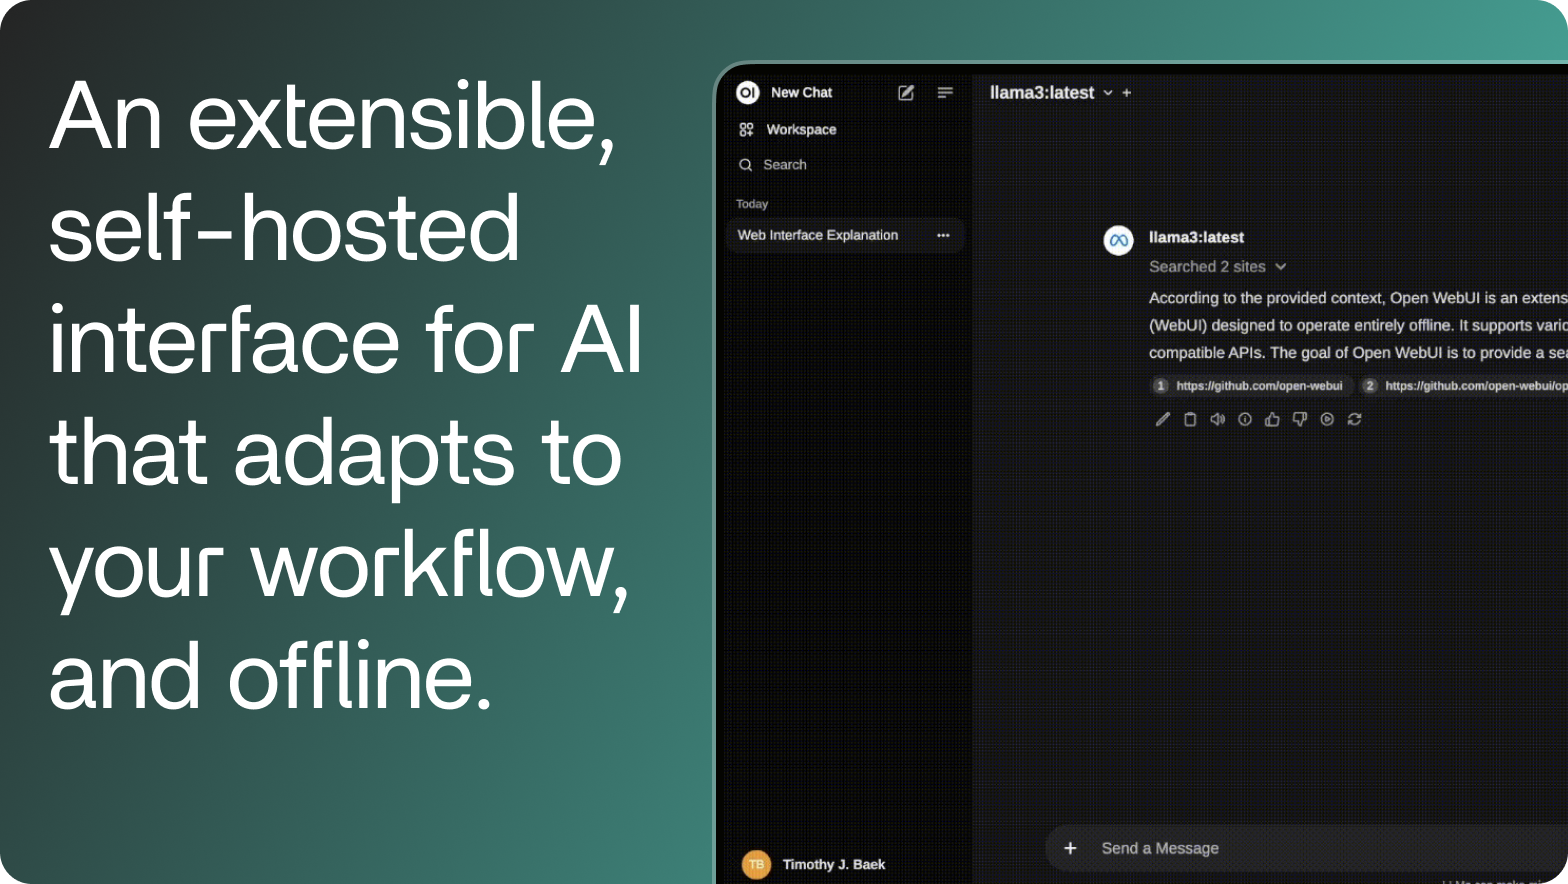 An extensible,
self-hosted
interface for AI
that adapts to
your workflow,
and offline.
OI New Chat
Workspace
Search
Today
Web Interface Explanation
Timothy J. Baek
TB
llama3:latest
llama3:latest
Searched 2 sites
According to the provided context, Open WebUI is an extens
(WebUI) designed to operate entirely offline. It supports vario
compatible APIs. The goal of Open WebUI is to provide a sea
1 https://github.com/open-webui 2 https://github.com/open-webui/op
Send a Message